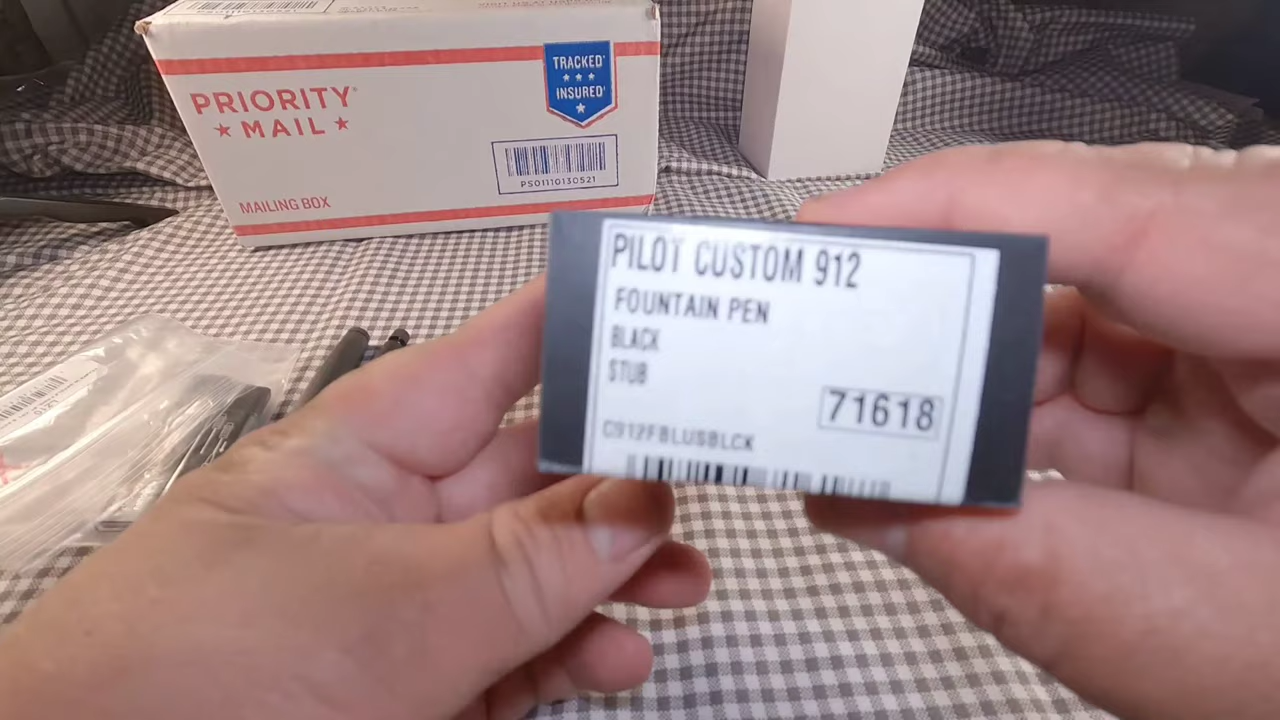 PRIORITY
★ MAIL ★
TRACKED
★ ★ ★
INSURED
★
PS01110130521
MAILING BOX
PILOT CUSTOM 912
FOUNTAIN PEN
BLACK
STUB
71618
C912FBLUSBLCK